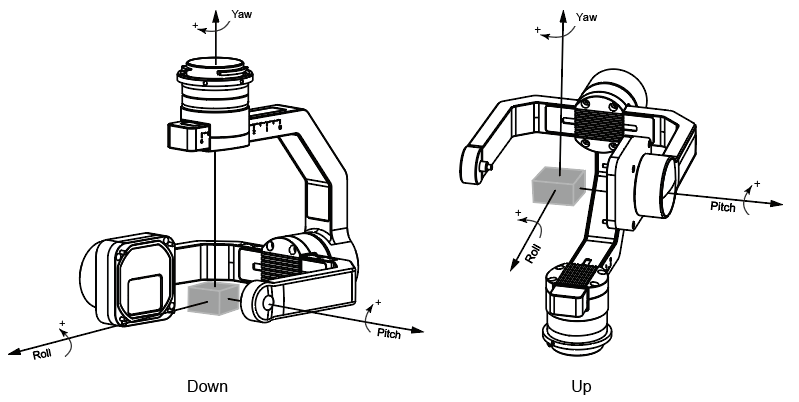 + Yaw
+
Roll
+
Pitch
Down
+ Yaw
+
Roll
+
Pitch
Up